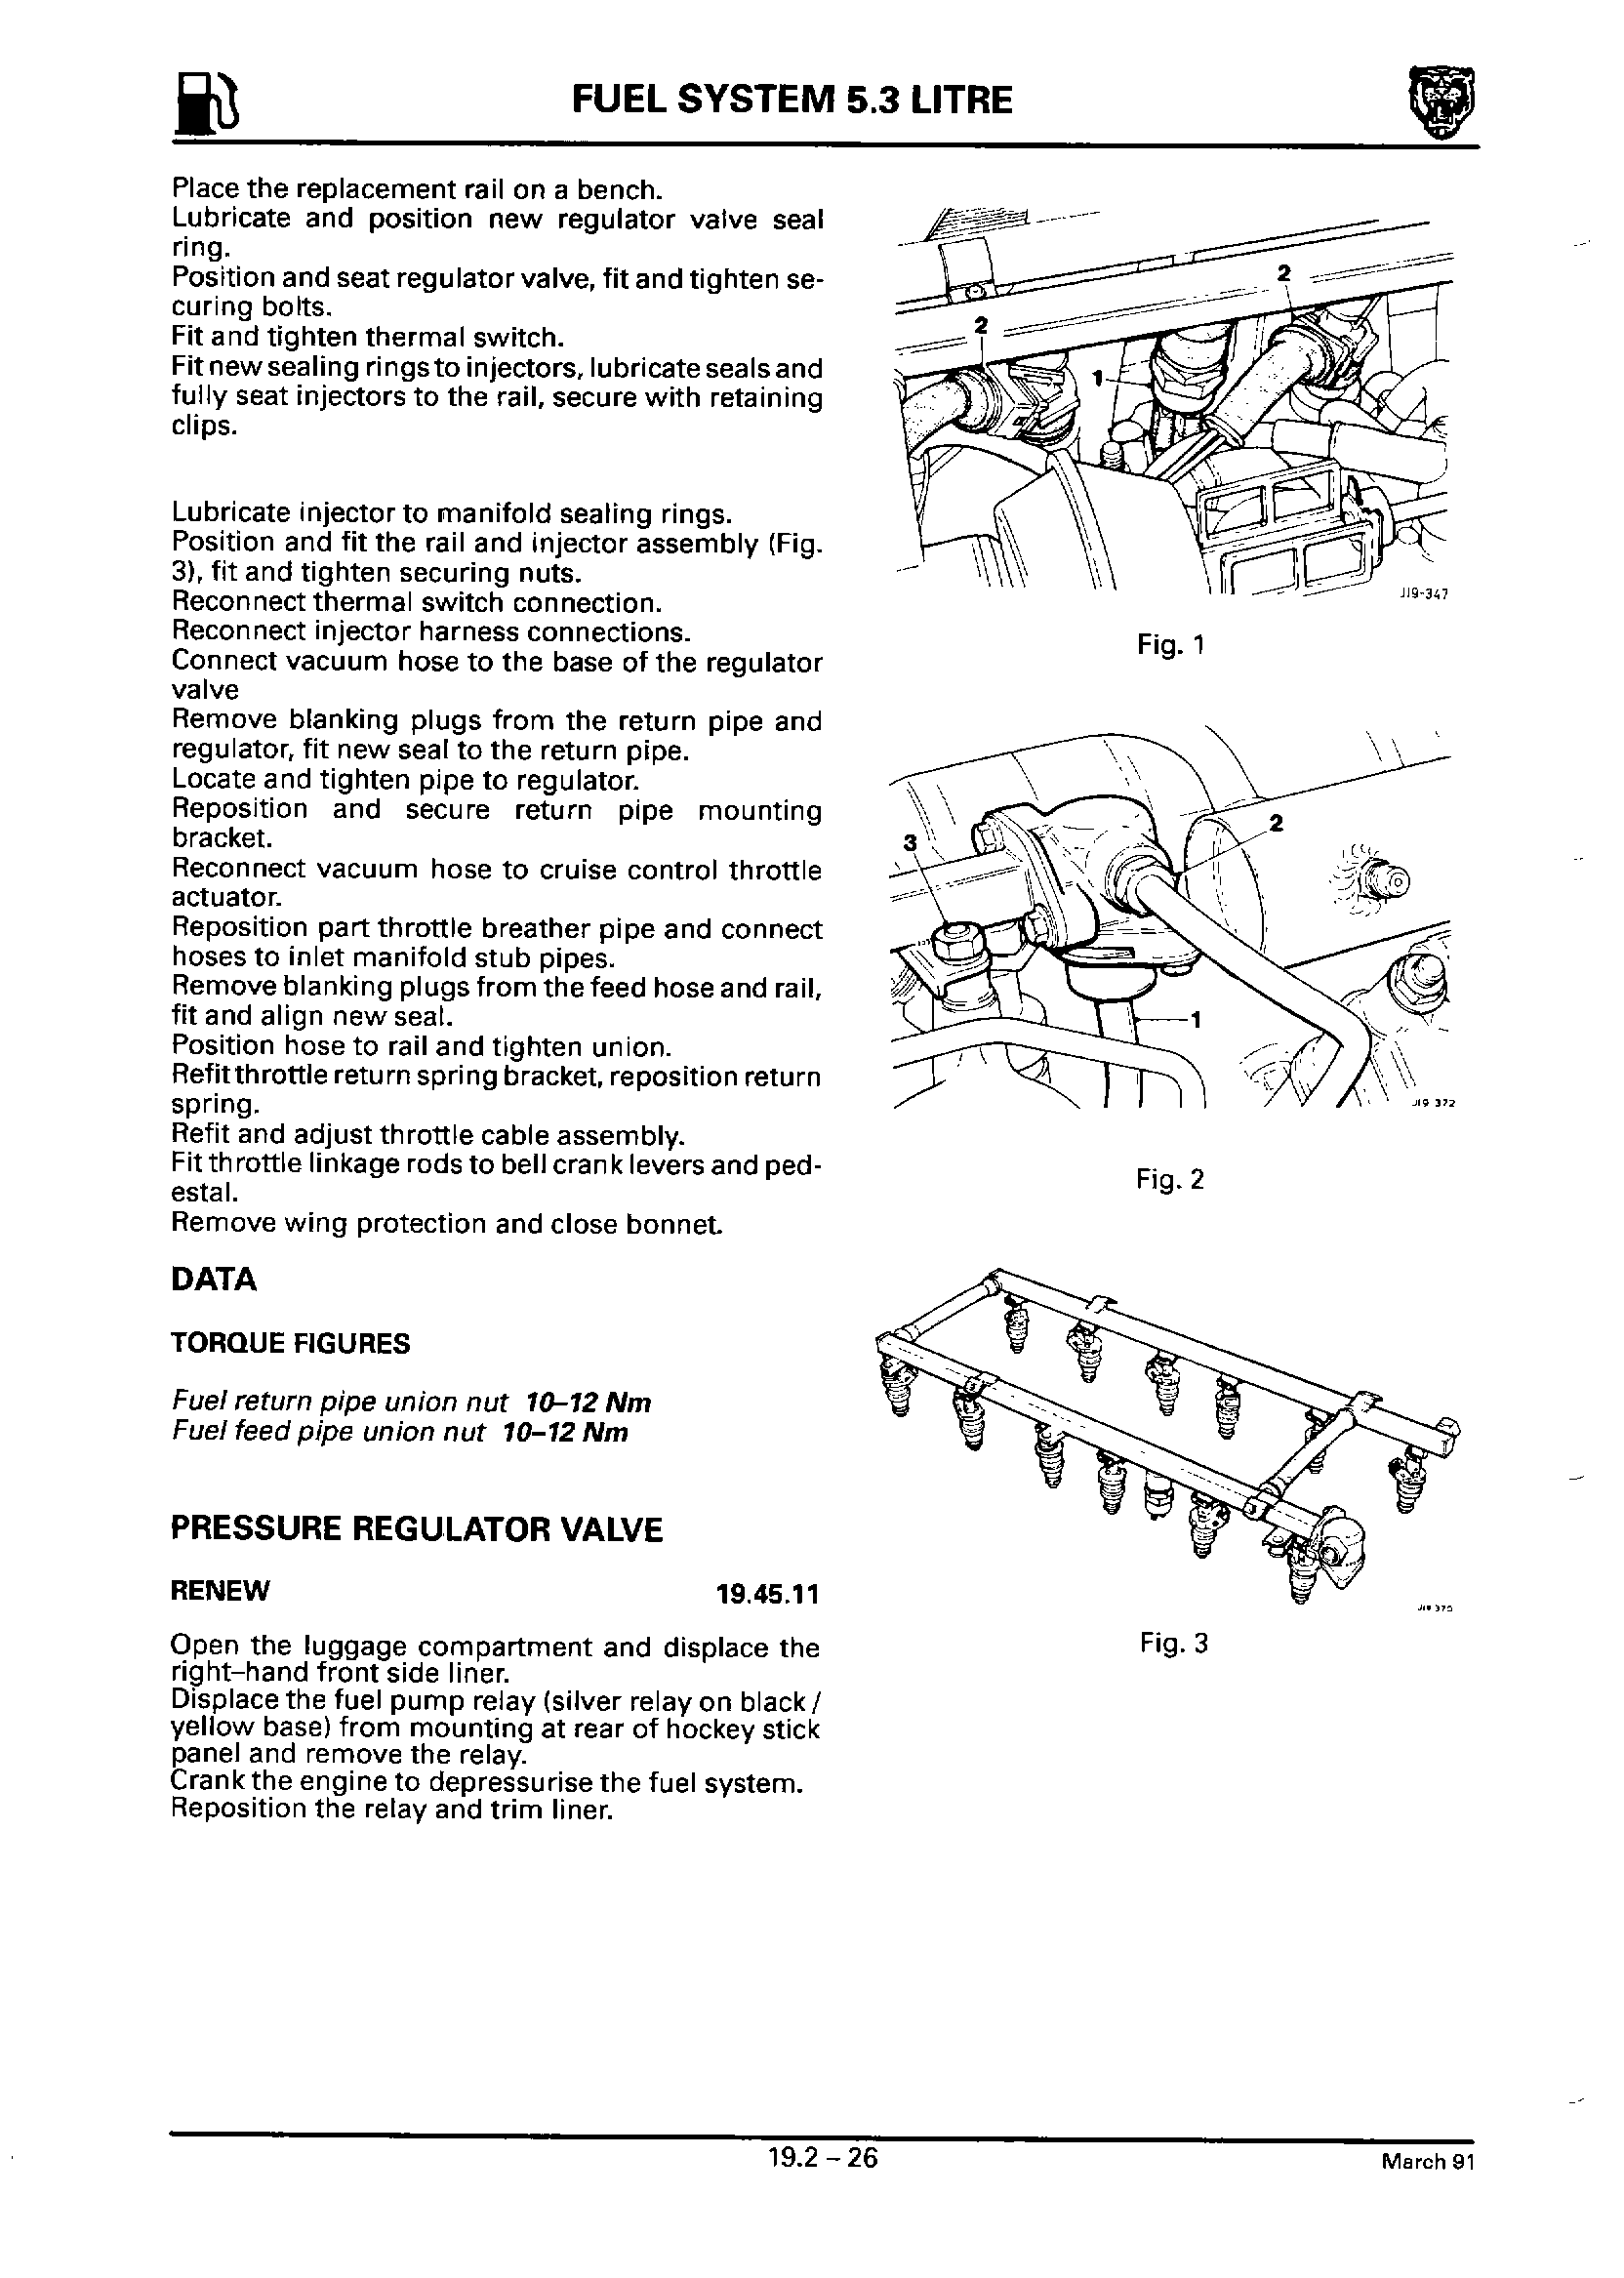 FUEL SYSTEM 5.3 LITRE
Place the replacement rail on a bench.
Lubricate and position new regulator valve seal
ring.
Position and seat regulator valve, fit and tighten se-
curing bolts.
Fit and tighten thermal switch.
Fit new sealing rings to injectors, lubricate seals and
fully seat injectors to the rail, secure with retaining
clips.
Lubricate injector to manifold sealing rings.
Position and fit the rail and injector assembly (Fig.
3), fit and tighten securing nuts.
Reconnect thermal switch connection.
Reconnect injector harness connections.
Connect vacuum hose to the base of the regulator
valve
Remove blanking plugs from the return pipe and
regulator, fit new seal to the return pipe.
Locate and tighten pipe to regulator.
Reposition and secure return pipe mounting
bracket.
Reconnect vacuum hose to cruise control throttle
actuator.
Reposition part throttle breather pipe and connect
hoses to inlet manifold stub pipes.
Remove blanking plugs from the feed hose and rail,
fit and align new seal.
Position hose to rail and tighten union.
Refit throttle return spring bracket, reposition return
spring.
Refit and adjust throttle cable assembly.
Fit throttle linkage rods to bell crank levers and ped-
estal.
Remove wing protection and close bonnet.
DATA
TORQUE FIGURES
Fuel return pipe union nut 10–12 Nm
Fuel feed pipe union nut 10–12 Nm
PRESSURE REGULATOR VALVE
RENEW 19.45.11
Open the luggage compartment and displace the
right–hand front side liner.
Displace the fuel pump relay (silver relay on black/
yellow base) from mounting at rear of hockey stick
panel and remove the relay.
Crank the engine to depressurise the fuel system.
Reposition the relay and trim liner.
2
2
1
J19-347
Fig. 1
3
2
1
J19 372
Fig. 2
Fig. 3
19.2 – 26
March 91